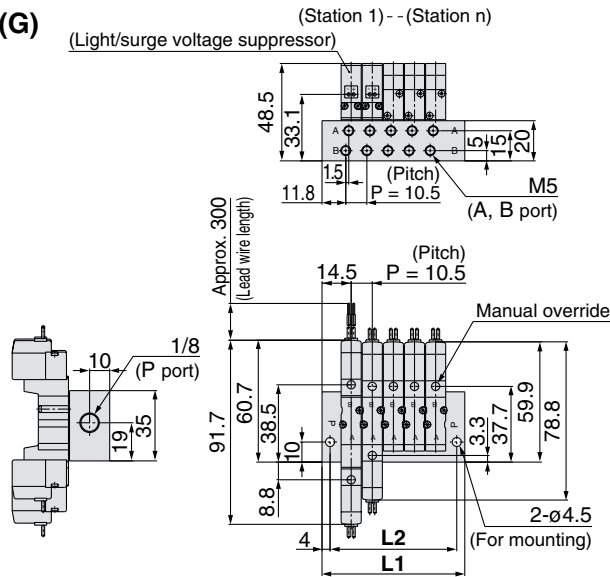 (G)
(Station 1)--(Station n)
(Light/surge voltage suppressor)
48.5
33.1
A
A
B
B
5
15
20
1.5
(Pitch)
11.8
P = 10.5
M5
(A, B port)
Approx. 300
(Lead wire length)
(Pitch)
14.5
P = 10.5
Manual override
1/8
(P port)
10
19
35
91.7
60.7
38.5
10
8.8
B
B
B
B
B
P
P
A
A
A
A
A
3.3
37.7
59.9
78.8
2-ø4.5
(For mounting)
4
L2
L1